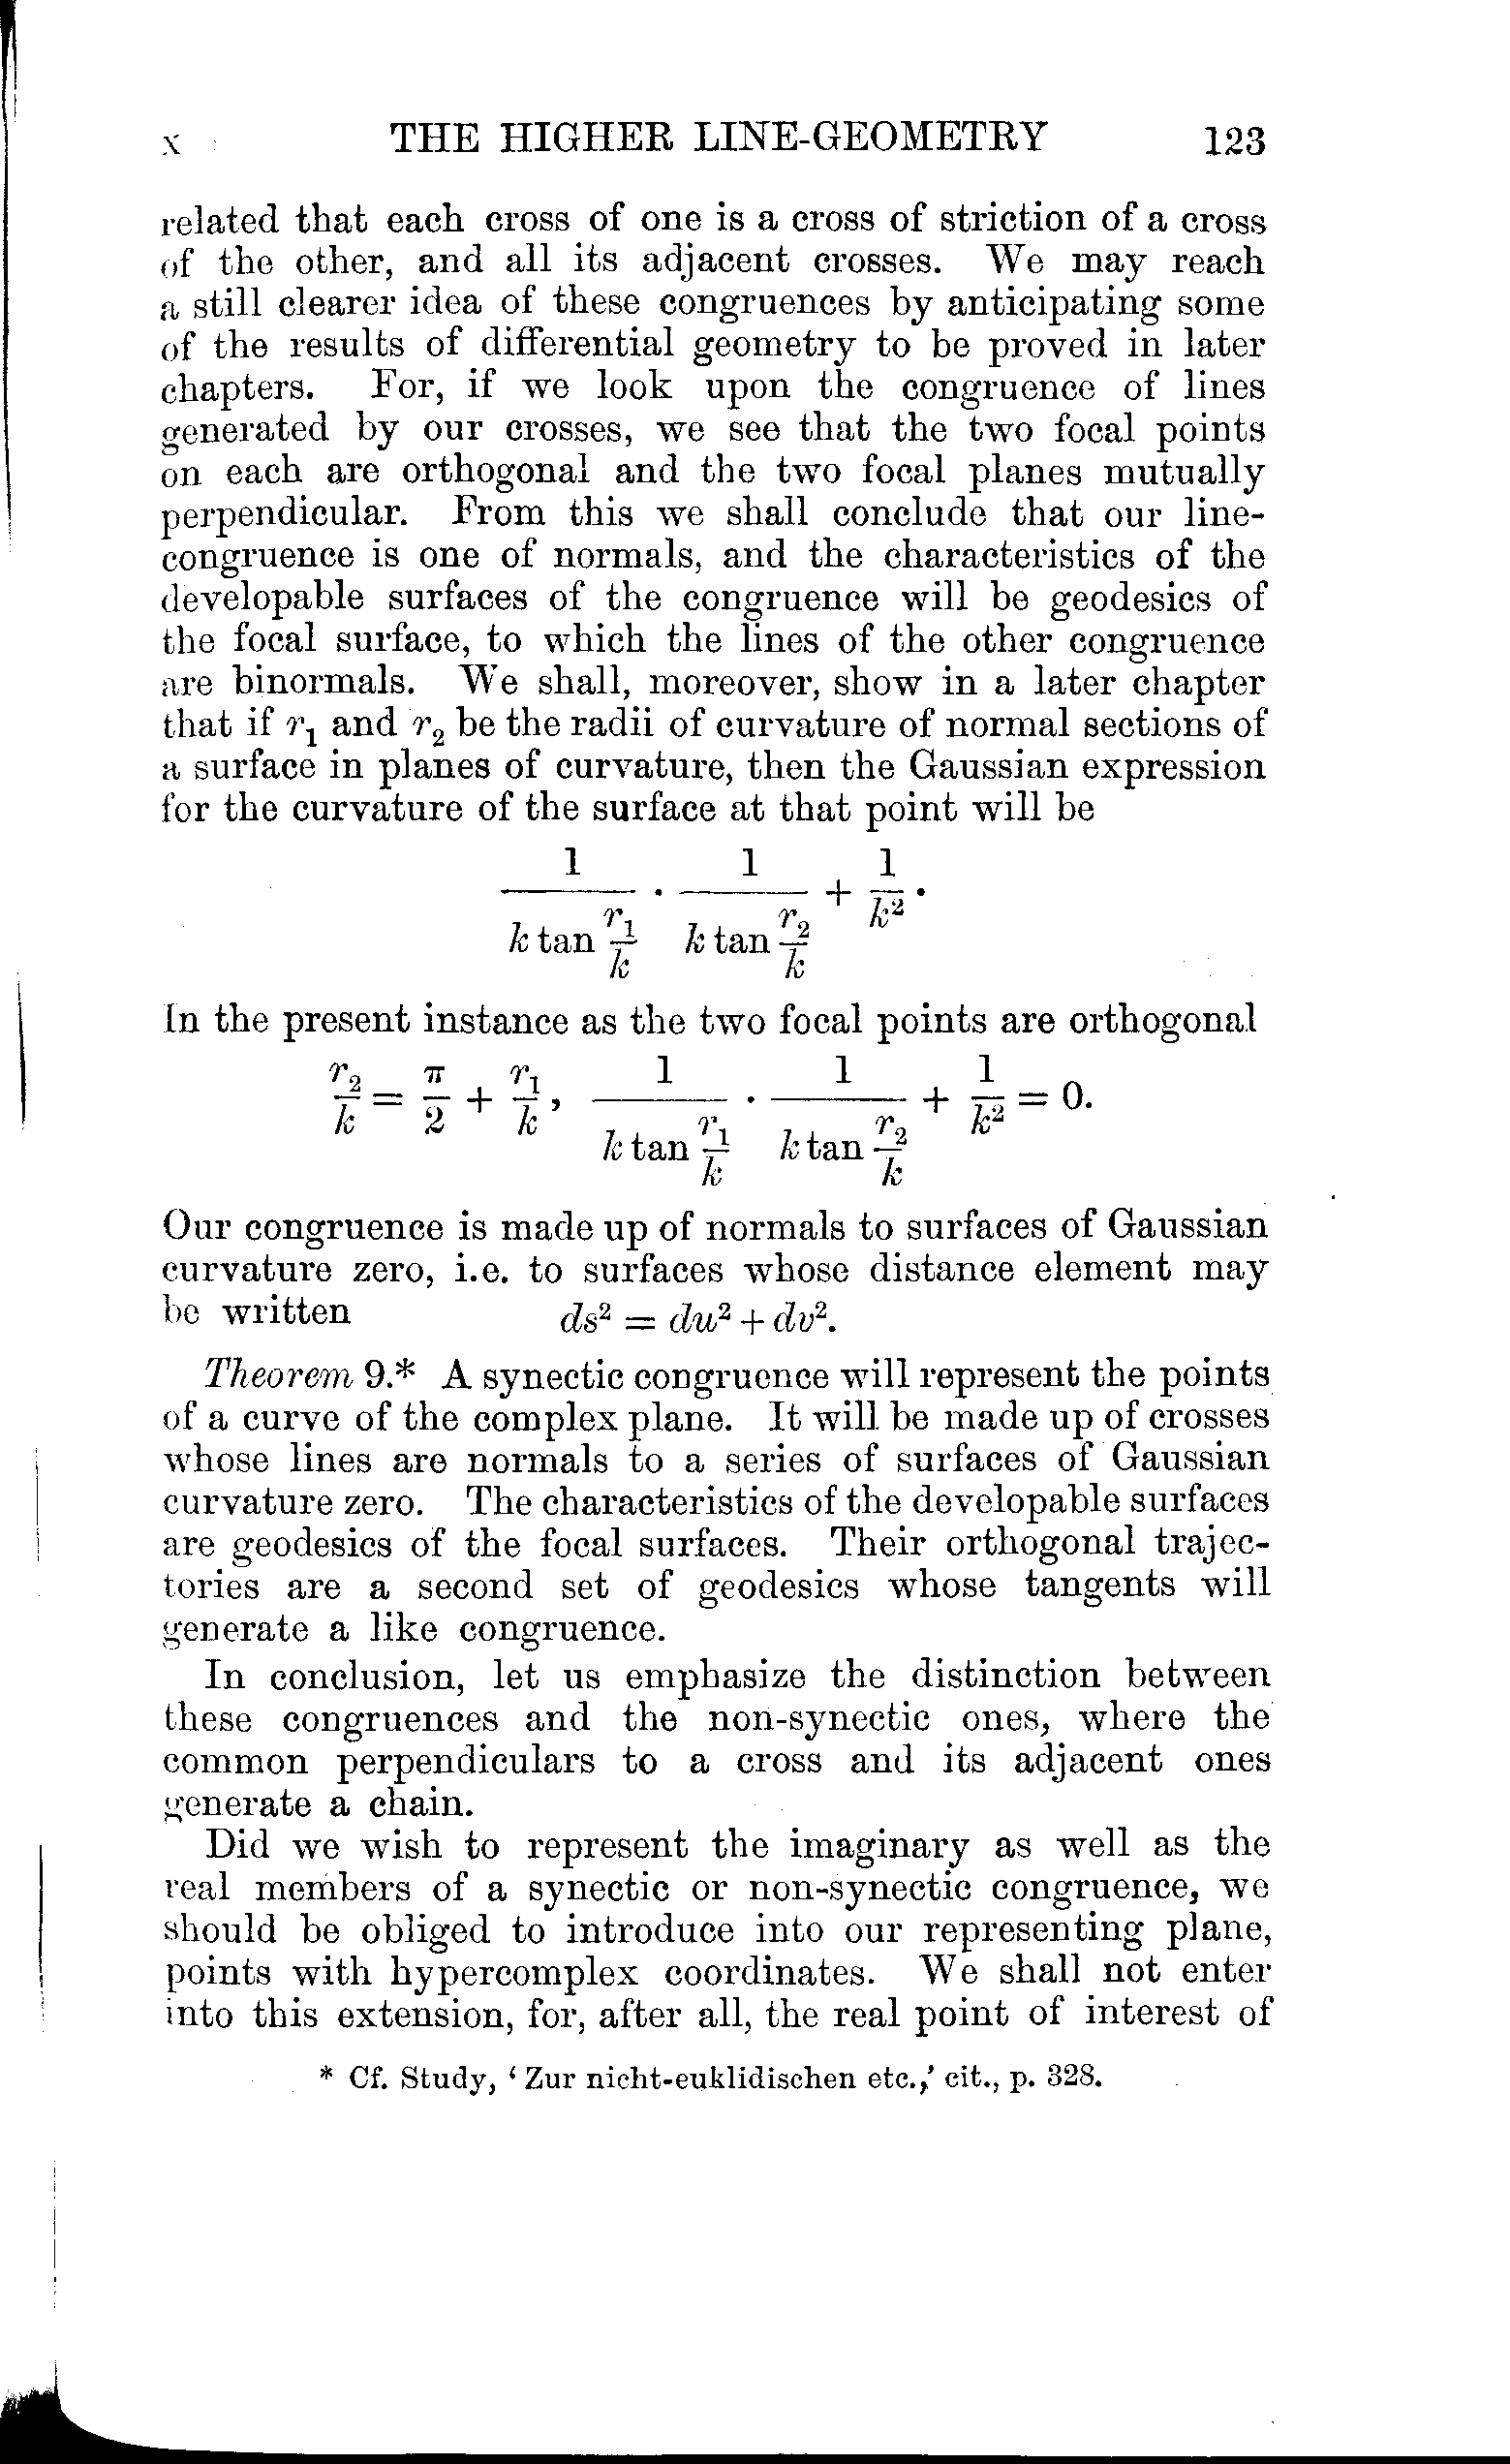 x THE HIGHER LINE-GEOMETRY 123
related that each cross of one is a cross of striction of a cross
of the other, and all its adjacent crosses. We may reach
a still clearer idea of these congruences by anticipating some
of the results of differential geometry to be proved in later
chapters. For, if we look upon the congruence of lines
generated by our crosses, we see that the two focal points
on each are orthogonal and the two focal planes mutually
perpendicular. From this we shall conclude that our line-
congruence is one of normals, and the characteristics of the
developable surfaces of the congruence will be geodesics of
the focal surface, to which the lines of the other congruence
are binormals. We shall, moreover, show in a later chapter
that if r₁ and r₂ be the radii of curvature of normal sections of
a surface in planes of curvature, then the Gaussian expression
for the curvature of the surface at that point will be
\frac{1}{k \tan \frac{r_1}{k}} \cdot \frac{1}{k \tan \frac{r_2}{k}} + \frac{1}{k^2}.
In the present instance as the two focal points are orthogonal
\frac{r_2}{k} = \frac{\pi}{2} + \frac{r_1}{k}, \frac{1}{k \tan \frac{r_1}{k}} \cdot \frac{1}{k \tan \frac{r_2}{k}} + \frac{1}{k^2} = 0.
Our congruence is made up of normals to surfaces of Gaussian
curvature zero, i.e. to surfaces whose distance element may
be written ds² = du² + dv².
Theorem 9.* A synectic congruence will represent the points
of a curve of the complex plane. It will be made up of crosses
whose lines are normals to a series of surfaces of Gaussian
curvature zero. The characteristics of the developable surfaces
are geodesics of the focal surfaces. Their orthogonal trajec-
tories are a second set of geodesics whose tangents will
generate a like congruence.
In conclusion, let us emphasize the distinction between
these congruences and the non-synectic ones, where the
common perpendiculars to a cross and its adjacent ones
generate a chain.
Did we wish to represent the imaginary as well as the
real members of a synectic or non-synectic congruence, we
should be obliged to introduce into our representing plane,
points with hypercomplex coordinates. We shall not enter
into this extension, for, after all, the real point of interest of
* Cf. Study, ‘Zur nicht-euklidischen etc.,’ cit., p. 328.